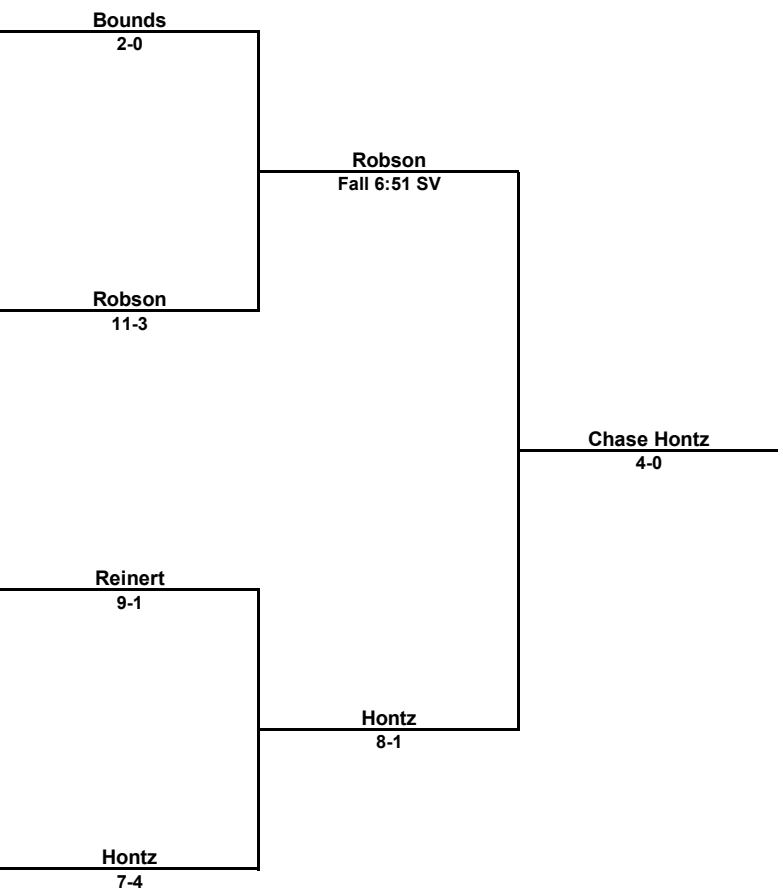 Bounds
2-0
Robson
Fall 6:51 SV
Robson
11-3
Chase Hontz
4-0
Reinert
9-1
Hontz
8-1
Hontz
7-4